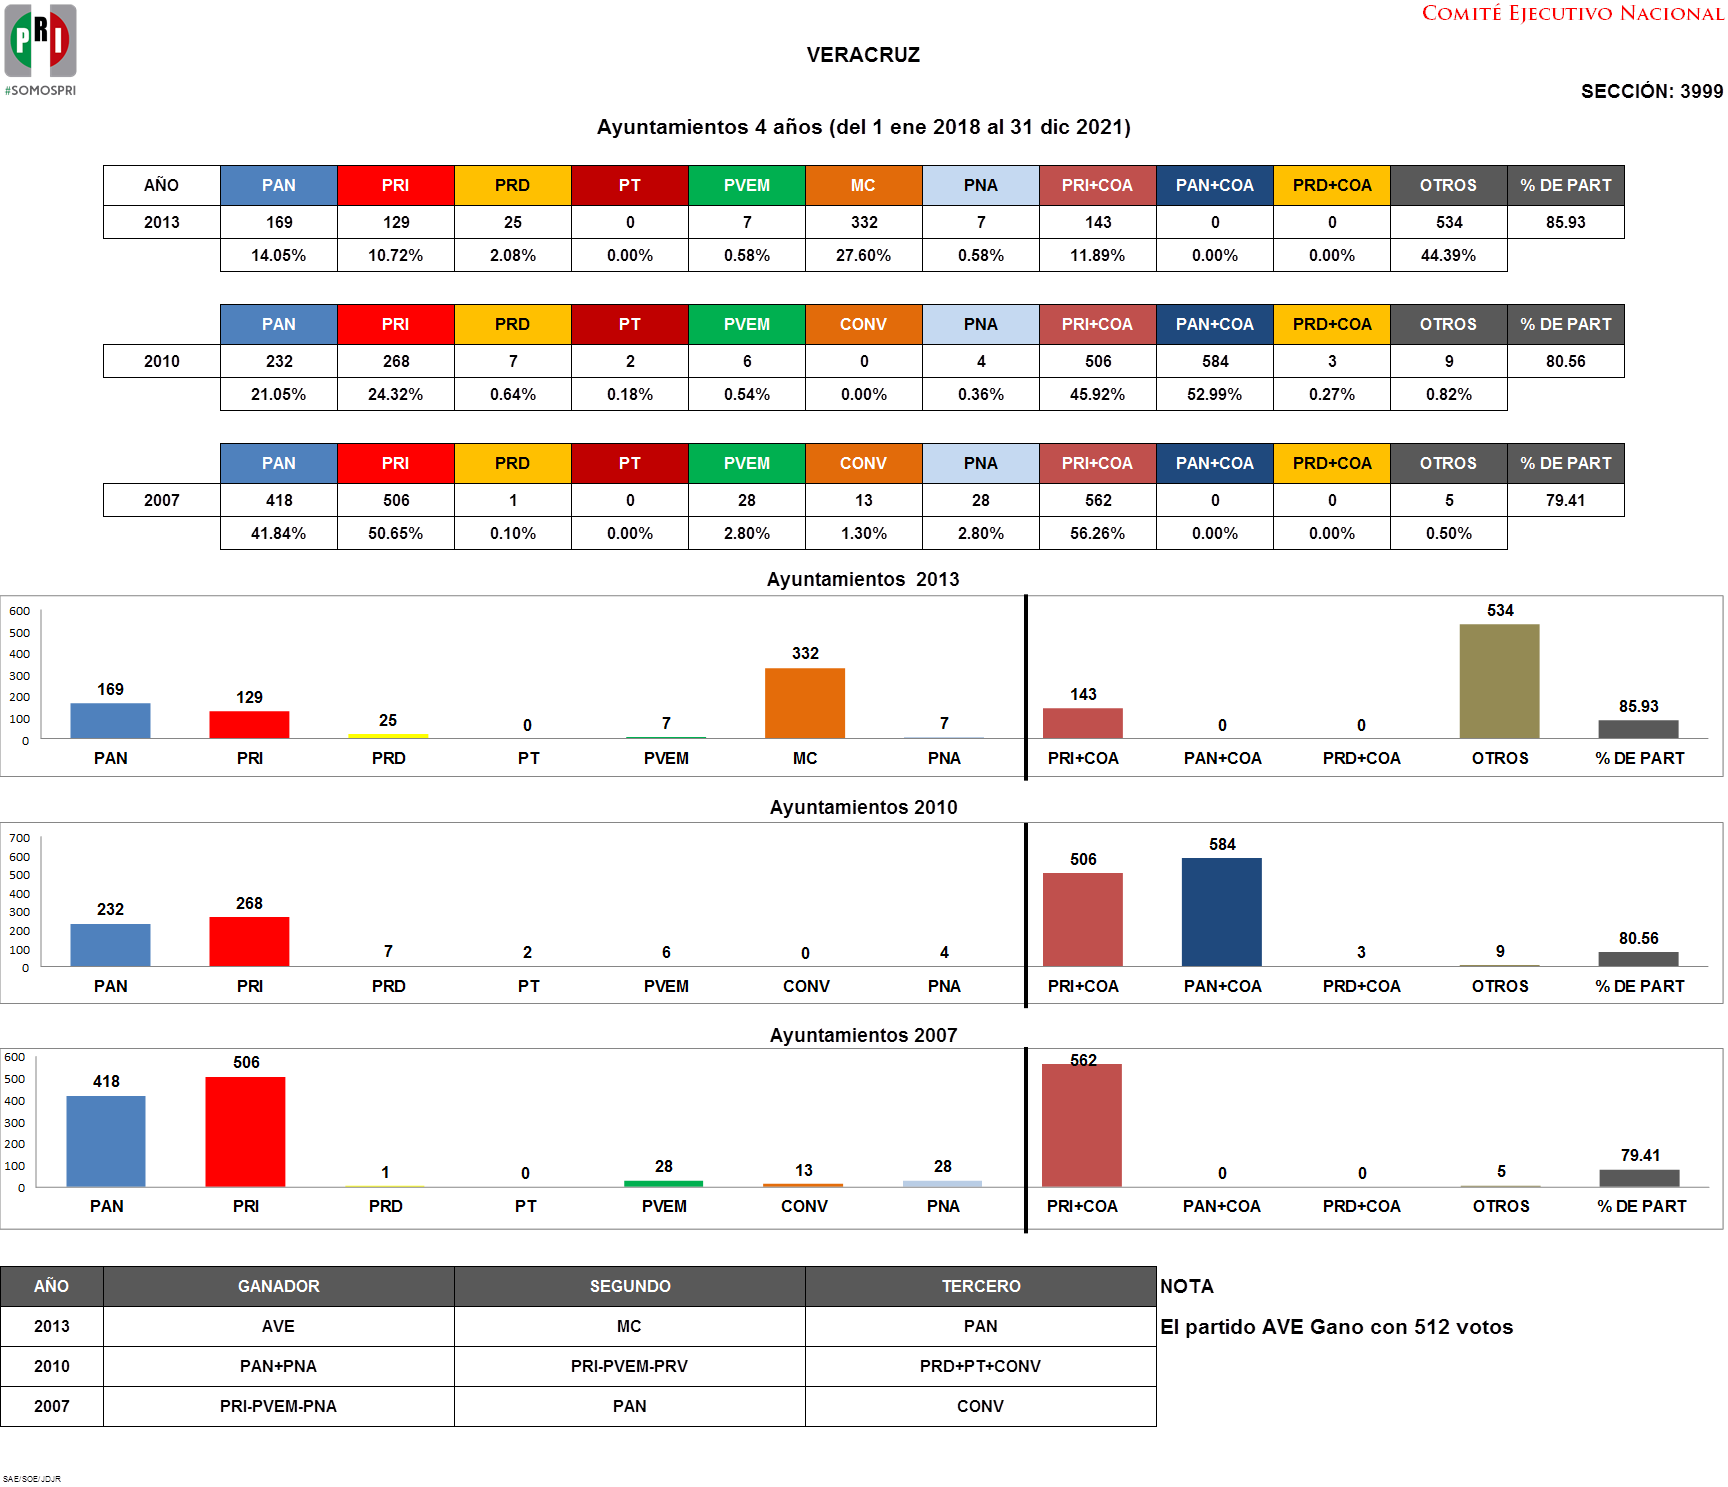 COMITÉ EJECUTIVO NACIONAL
PRI
#SOMOSPRI
VERACRUZ
SECCIÓN: 3999
Ayuntamientos 4 años (del 1 ene 2018 al 31 dic 2021)
AÑO PAN PRI PRD PT PVEM MC PNA PRI+COA PAN+COA PRD+COA OTROS % DE PART
2013 169 129 25 0 7 332 7 143 0 0 534 85.93
14.05% 10.72% 2.08% 0.00% 0.58% 27.60% 0.58% 11.89% 0.00% 0.00% 44.39%
PAN PRI PRD PT PVEM CONV PNA PRI+COA PAN+COA PRD+COA OTROS % DE PART
2010 232 268 7 2 6 0 4 506 584 3 9 80.56
21.05% 24.32% 0.64% 0.18% 0.54% 0.00% 0.36% 45.92% 52.99% 0.27% 0.82%
PAN PRI PRD PT PVEM CONV PNA PRI+COA PAN+COA PRD+COA OTROS % DE PART
2007 418 506 1 0 28 13 28 562 0 0 5 79.41
41.84% 50.65% 0.10% 0.00% 2.80% 1.30% 2.80% 56.26% 0.00% 0.00% 0.50%
Ayuntamientos 2013
600
500
400
300
200
100
0
169 129 25 0 7 332 7 143 0 0 534 85.93
PAN PRI PRD PT PVEM MC PNA PRI+COA PAN+COA PRD+COA OTROS % DE PART
Ayuntamientos 2010
700
600
500
400
300
200
100
0
232 268 7 2 6 0 4 506 584 3 9 80.56
PAN PRI PRD PT PVEM CONV PNA PRI+COA PAN+COA PRD+COA OTROS % DE PART
Ayuntamientos 2007
600
500
400
300
200
100
0
418 506 1 0 28 13 28 562 0 0 5 79.41
PAN PRI PRD PT PVEM CONV PNA PRI+COA PAN+COA PRD+COA OTROS % DE PART
AÑO GANADOR SEGUNDO TERCERO NOTA
2013 AVE MC PAN El partido AVE Gano con 512 votos
2010 PAN+PNA PRI-PVEM-PRV PRD+PT+CONV
2007 PRI-PVEM-PNA PAN CONV
SAE/SOE/JDJR